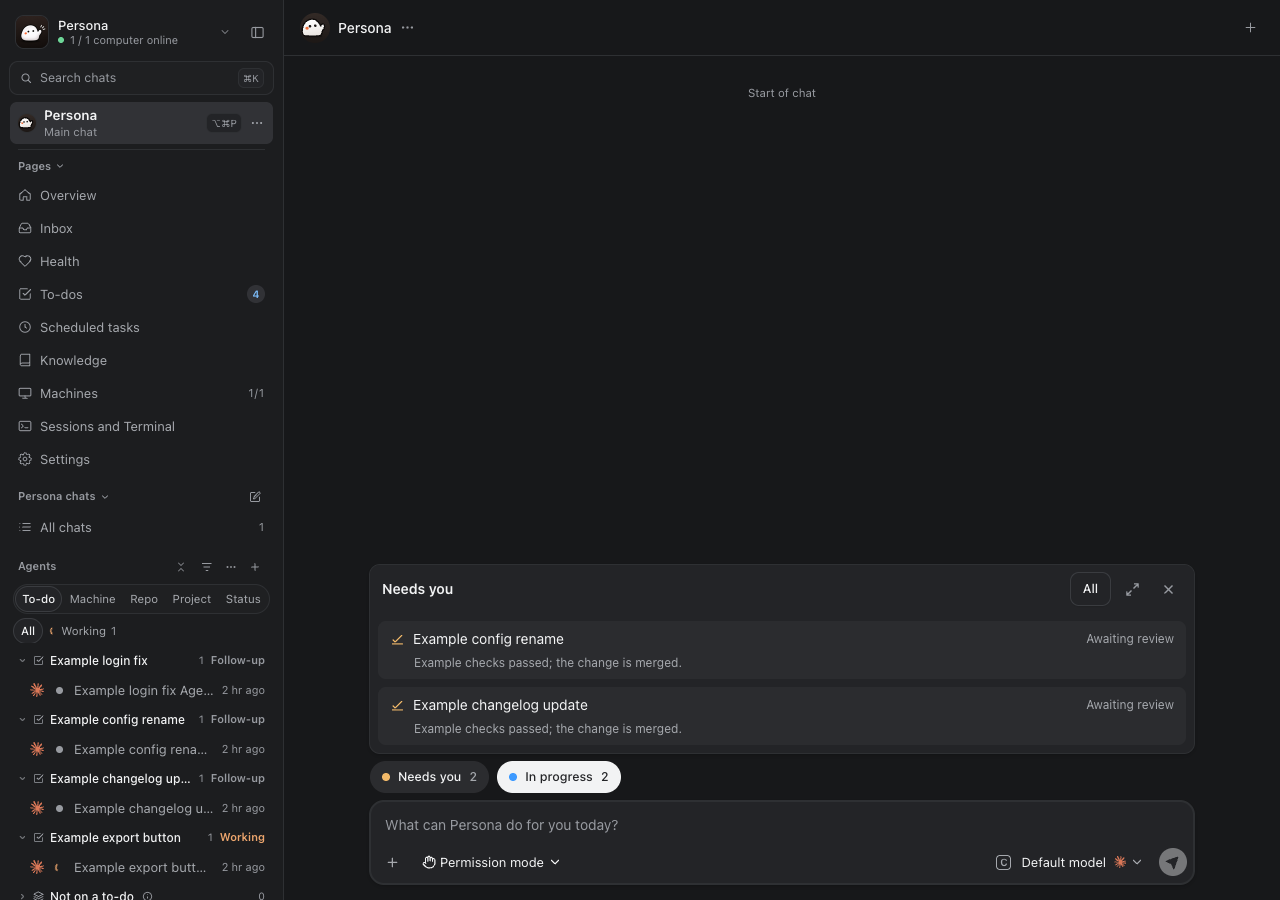 Persona
1 / 1 computer online
Search chats ⌘K
Persona
Main chat
⌥⌘P
Pages
Overview
Inbox
Health
To-dos 4
Scheduled tasks
Knowledge
Machines 1/1
Sessions and Terminal
Settings
Persona chats
All chats 1
Agents
To-do Machine Repo Project Status
All Working 1
Example login fix 1 Follow-up
Example login fix Age... 2 hr ago
Example config rename 1 Follow-up
Example config rena... 2 hr ago
Example changelog up... 1 Follow-up
Example changelog u... 2 hr ago
Example export button 1 Working
Example export butt... 2 hr ago
Not on a to-do 0
Persona
Start of chat
Needs you All
Example config rename Awaiting review
Example checks passed; the change is merged.
Example changelog update Awaiting review
Example checks passed; the change is merged.
Needs you 2 In progress 2
What can Persona do for you today?
Permission mode C Default model